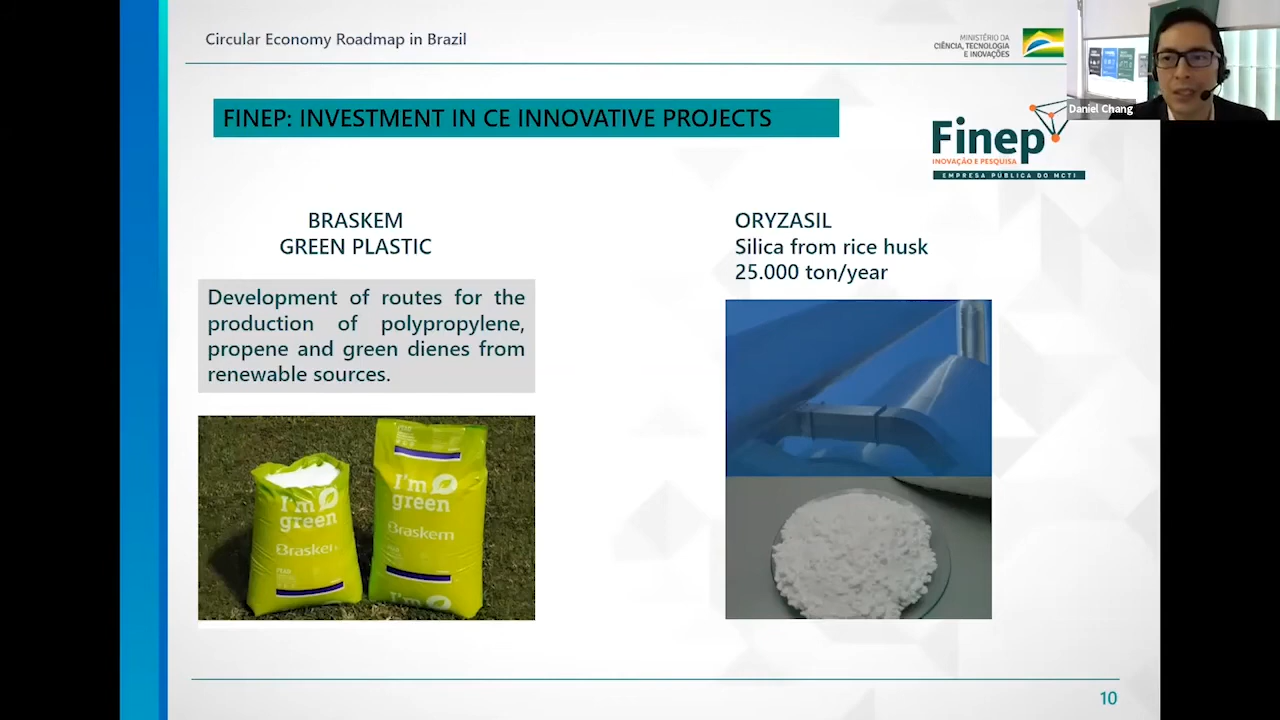 Circular Economy Roadmap in Brazil
MINISTÉRIO DA
CIÊNCIA, TECNOLOGIA
E INOVAÇÕES
Daniel Chang
FINEP: INVESTMENT IN CE INNOVATIVE PROJECTS
Finep
INOVAÇÃO E PESQUISA
EMPRESA PÚBLICA DO MCTI
BRASKEM
GREEN PLASTIC
Development of routes for the
production of polypropylene,
propene and green dienes from
renewable sources.
I'm
green
Braskem
I'm
green
Braskem
I'm
ORYZASIL
Silica from rice husk
25.000 ton/year
10